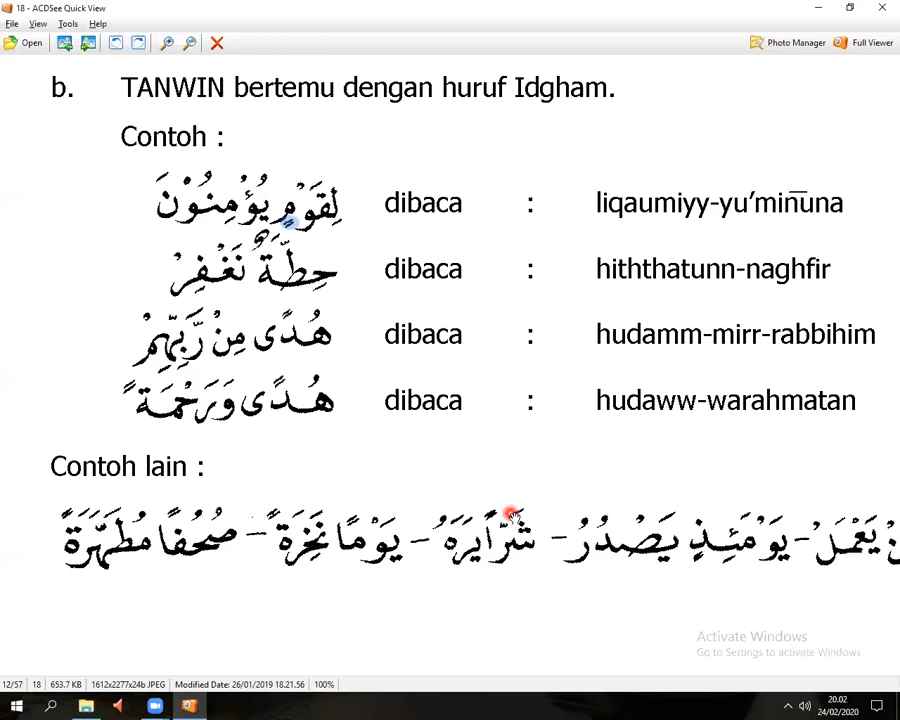 18 - ACDSee Quick View
File View Tools Help
Open Photo Manager Full Viewer
b. TANWIN bertemu dengan huruf Idgham.
Contoh :
لِقَوْمٍ يُؤْمِنُوْنَ dibaca : liqaumiyy-yu’minūna
حِطَّةٌ نَغْفِرْ dibaca : hiththatunn-naghfir
هُدًى مِنْ رَّبِّهِمْ dibaca : hudamm-mirr-rabbihim
هُدًى وَرَحْمَةً dibaca : hudaww-warahmatan
Contoh lain :
يَعْمَلْ - يَوْمَئِذٍ يَصْدُرُ - شَرًّا يَرَهُ - يَوْمًا نَخِرَةً - صُحُفًا مُطَهَّرَةً
Activate Windows
Go to Settings to activate Windows.
12/57 18 653.7 KB 1612x2277x24b JPEG Modified Date: 26/01/2019 18.21.56 100%
20.02
24/02/2020